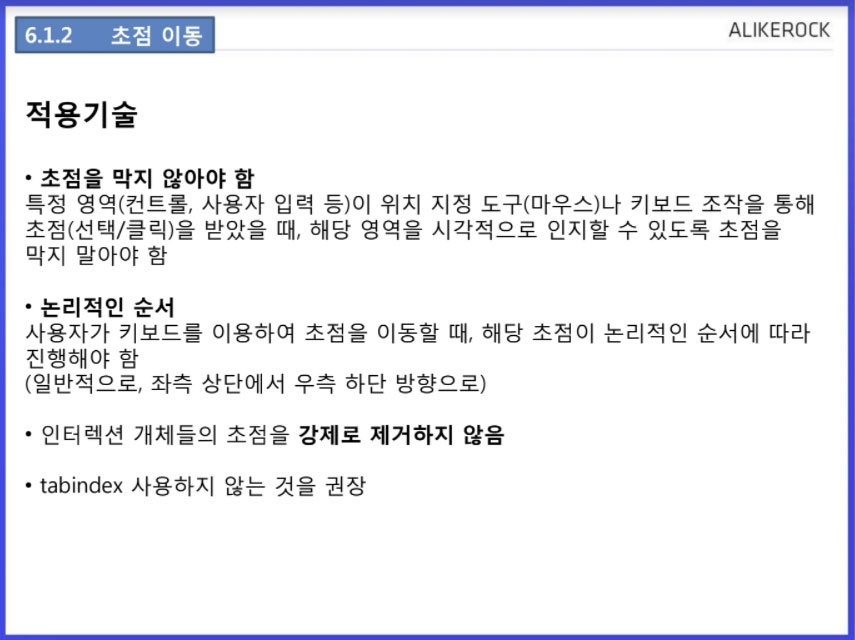 6.1.2 초점 이동
ALIKEROCK
적용기술
• 초점을 막지 않아야 함
특정 영역(컨트롤, 사용자 입력 등)이 위치 지정 도구(마우스)나 키보드 조작을 통해
초점(선택/클릭)을 받았을 때, 해당 영역을 시각적으로 인지할 수 있도록 초점을
막지 말아야 함
• 논리적인 순서
사용자가 키보드를 이용하여 초점을 이동할 때, 해당 초점이 논리적인 순서에 따라
진행해야 함
(일반적으로, 좌측 상단에서 우측 하단 방향으로)
• 인터렉션 개체들의 초점을 강제로 제거하지 않음
• tabindex 사용하지 않는 것을 권장